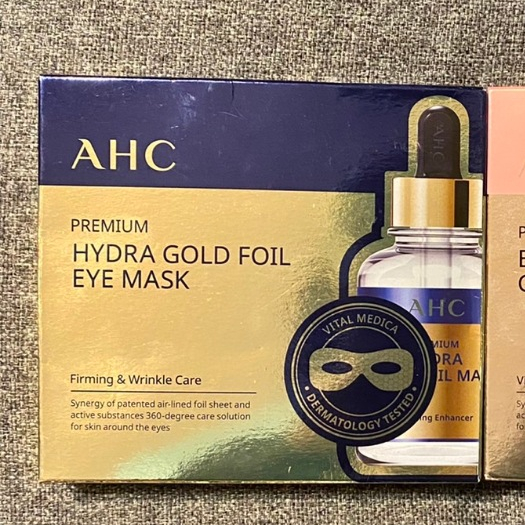 AHC
PREMIUM
HYDRA GOLD FOIL
EYE MASK
Firming & Wrinkle Care
Synergy of patented air-lined foil sheet and
active substances 360-degree care solution
for skin around the eyes
VITAL MEDICA
• DERMATOLOGY TESTED •
AHC